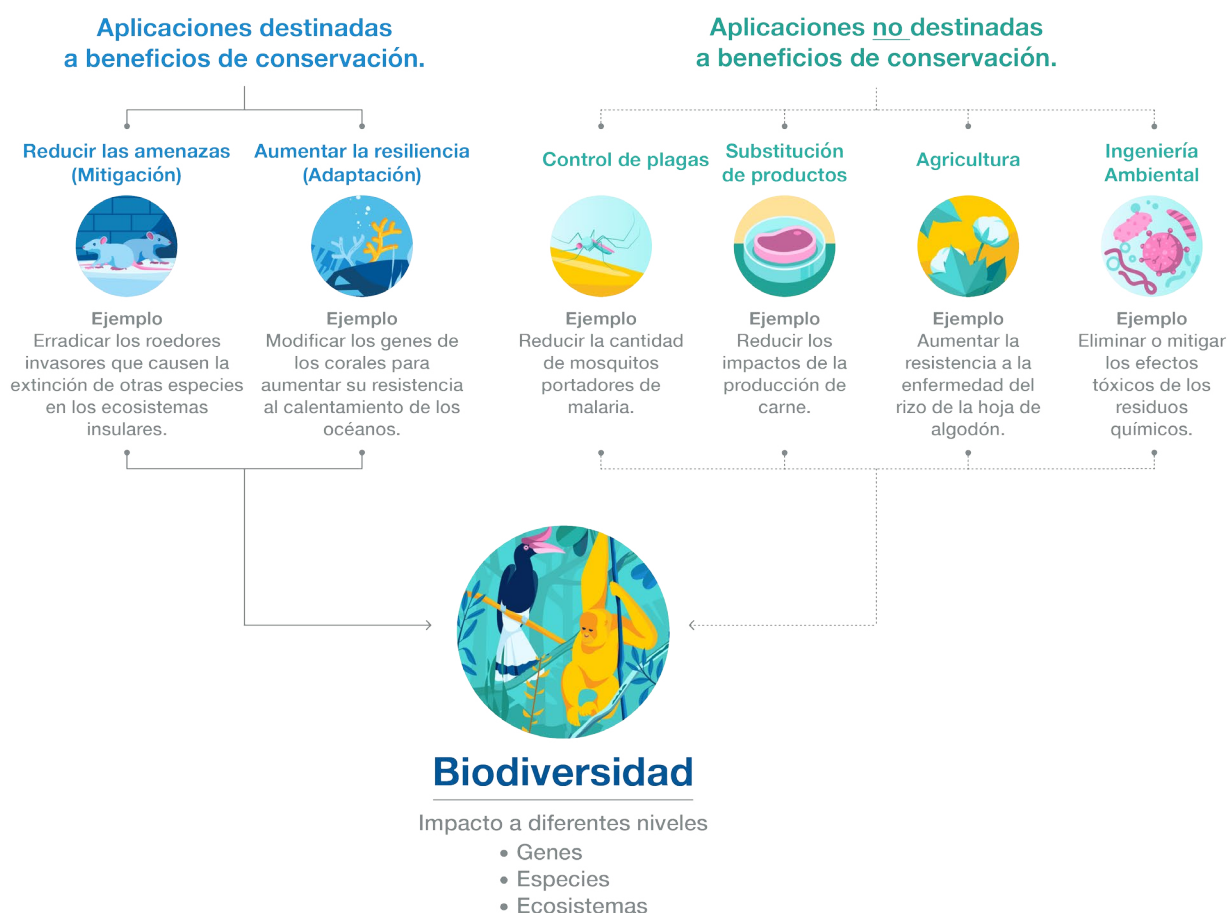 Aplicaciones destinadas
a beneficios de conservación.
Aplicaciones no destinadas
a beneficios de conservación.
Reducir las amenazas
(Mitigación)
Aumentar la resiliencia
(Adaptación)
Control de plagas
Substitución
de productos
Agricultura
Ingeniería
Ambiental
Ejemplo
Erradicar los roedores
invasores que causen la
extinción de otras especies
en los ecosistemas
insulares.
Ejemplo
Modificar los genes de
los corales para
aumentar su resistencia
al calentamiento de los
océanos.
Ejemplo
Reducir la cantidad
de mosquitos
portadores de
malaria.
Ejemplo
Reducir los
impactos de la
producción de
carne.
Ejemplo
Aumentar la
resistencia a la
enfermedad del
rizo de la hoja de
algodón.
Ejemplo
Eliminar o mitigar
los efectos
tóxicos de los
residuos
químicos.
Biodiversidad
Impacto a diferentes niveles
• Genes
• Especies
• Ecosistemas